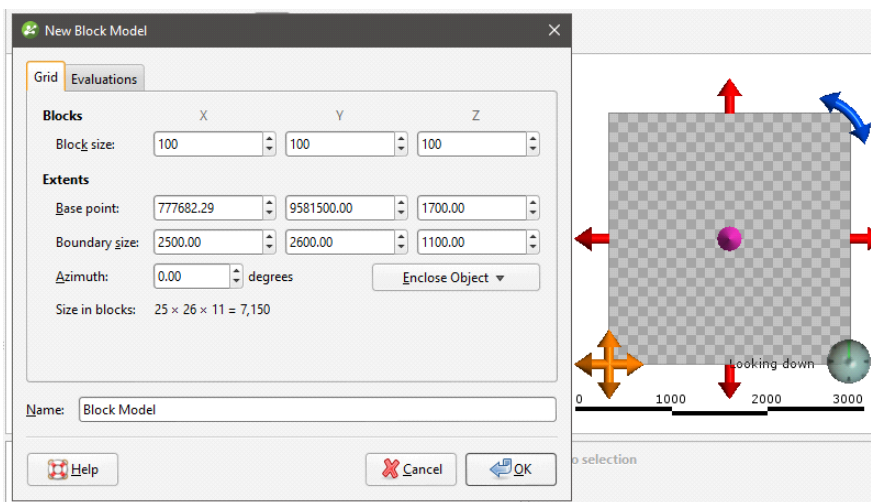 New Block Model
Grid Evaluations
Blocks X Y Z
Block size: 100 100 100
Extents
Base point: 777682.29 9581500.00 1700.00
Boundary size: 2500.00 2600.00 1100.00
Azimuth: 0.00 degrees Enclose Object
Size in blocks: 25 × 26 × 11 = 7,150
Looking down
0 1000 2000 3000
Name: Block Model
Help Cancel OK
o selection